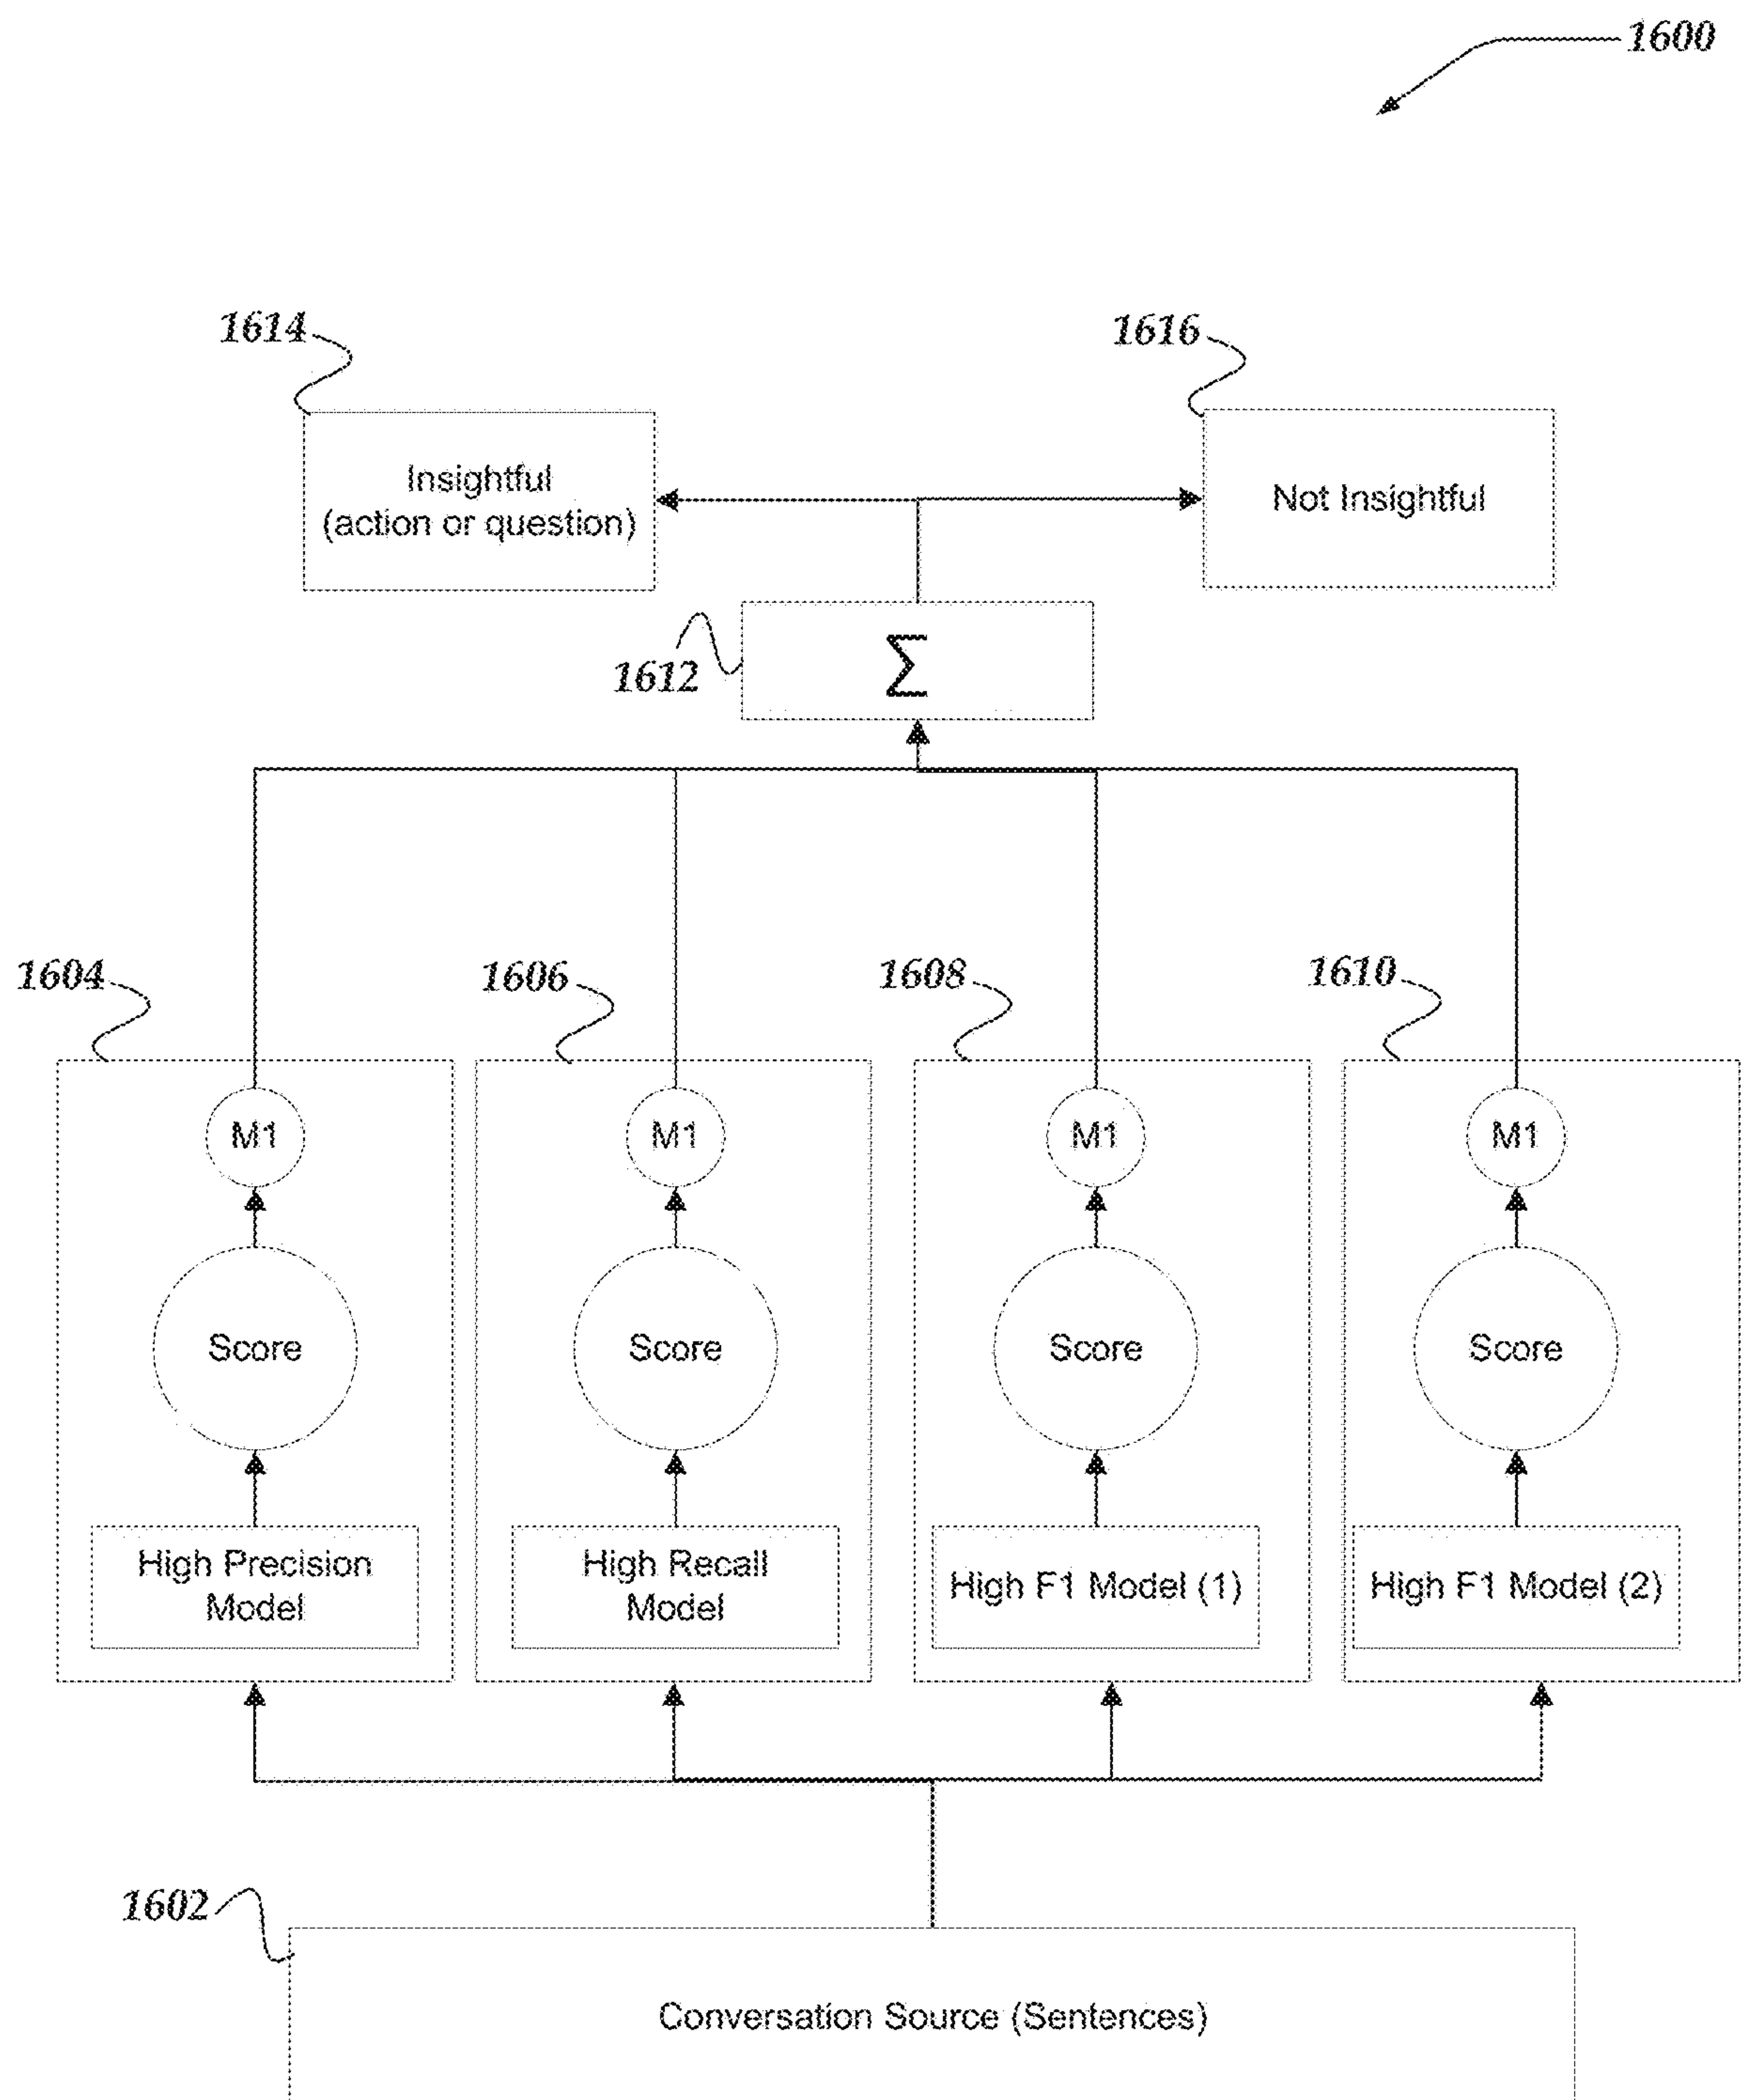 1600
1614
1616
Insightful
(action or question)
Not Insightful
Σ
1612
1604
1606
1608
1610
M1
M1
M1
M1
Score
Score
Score
Score
High Precision
Model
High Recall
Model
High F1 Model (1)
High F1 Model (2)
1602
Conversation Source (Sentences)